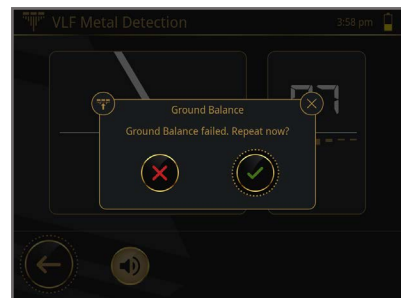 VLF Metal Detection
3:58 pm
Ground Balance
Ground Balance failed. Repeat now?